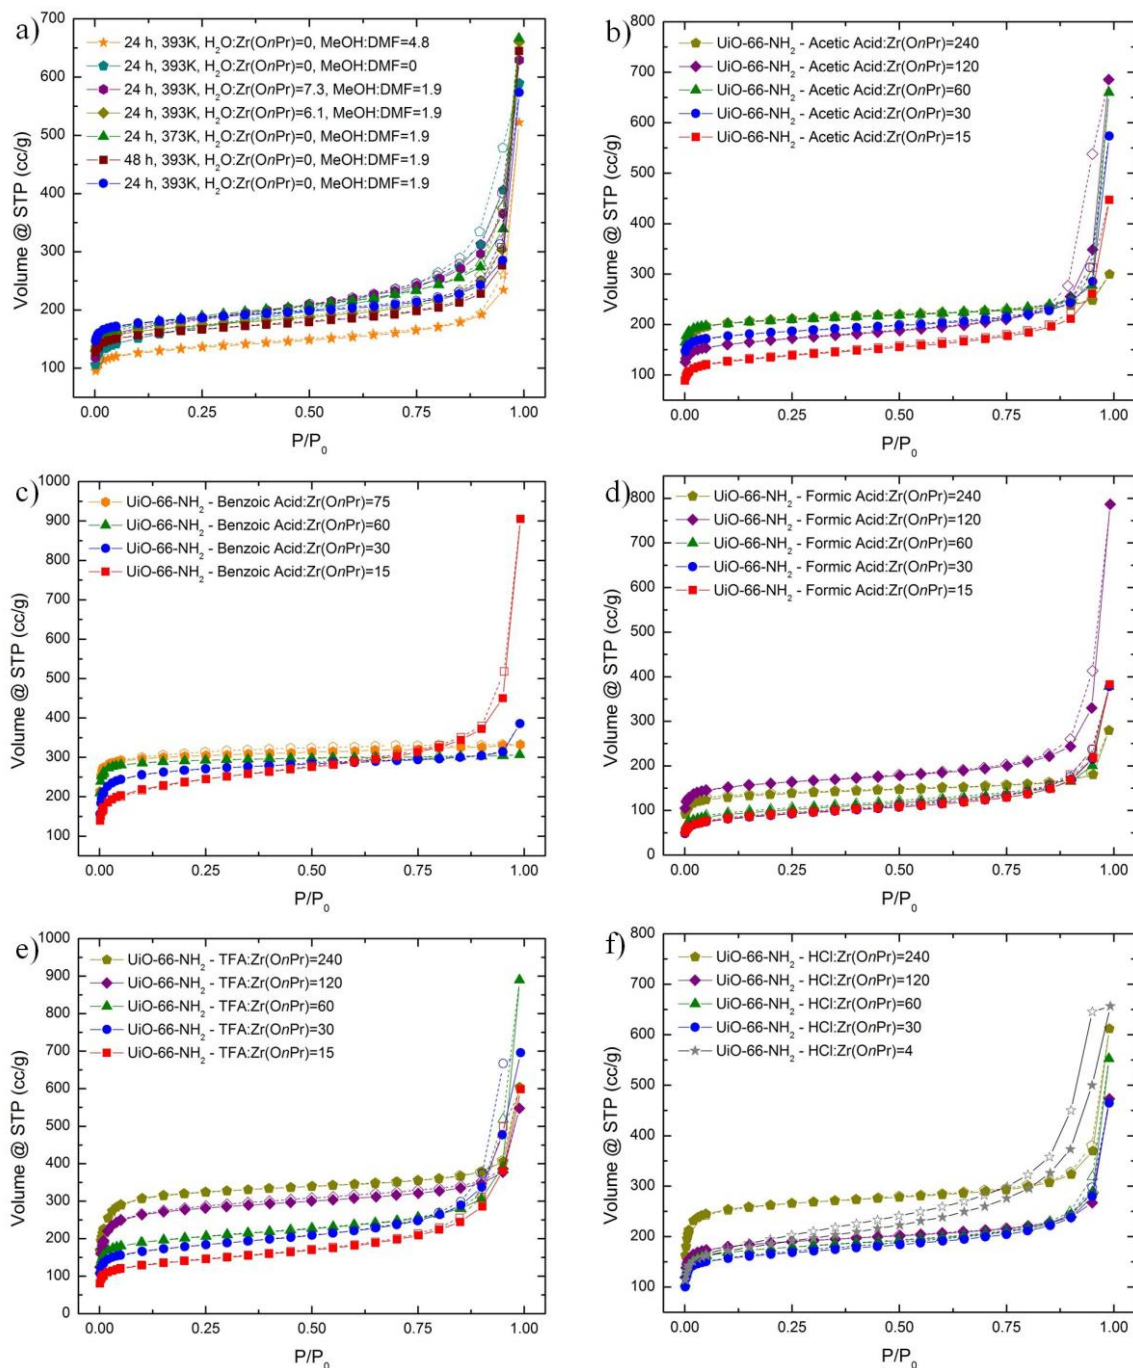 a)
700
600
500
400
300
200
100
Volume @ STP (cc/g)
24 h, 393K, H₂O:Zr(OnPr)=0, MeOH:DMF=4.8
24 h, 393K, H₂O:Zr(OnPr)=0, MeOH:DMF=0
24 h, 393K, H₂O:Zr(OnPr)=7.3, MeOH:DMF=1.9
24 h, 393K, H₂O:Zr(OnPr)=6.1, MeOH:DMF=1.9
24 h, 373K, H₂O:Zr(OnPr)=0, MeOH:DMF=1.9
48 h, 393K, H₂O:Zr(OnPr)=0, MeOH:DMF=1.9
24 h, 393K, H₂O:Zr(OnPr)=0, MeOH:DMF=1.9
0.00 0.25 0.50 0.75 1.00
P/P₀
b)
800
700
600
500
400
300
200
100
Volume @ STP (cc/g)
UiO-66-NH₂ - Acetic Acid:Zr(OnPr)=240
UiO-66-NH₂ - Acetic Acid:Zr(OnPr)=120
UiO-66-NH₂ - Acetic Acid:Zr(OnPr)=60
UiO-66-NH₂ - Acetic Acid:Zr(OnPr)=30
UiO-66-NH₂ - Acetic Acid:Zr(OnPr)=15
0.00 0.25 0.50 0.75 1.00
P/P₀
c)
1000
900
800
700
600
500
400
300
200
100
Volume @ STP (cc/g)
UiO-66-NH₂ - Benzoic Acid:Zr(OnPr)=75
UiO-66-NH₂ - Benzoic Acid:Zr(OnPr)=60
UiO-66-NH₂ - Benzoic Acid:Zr(OnPr)=30
UiO-66-NH₂ - Benzoic Acid:Zr(OnPr)=15
0.00 0.25 0.50 0.75 1.00
P/P₀
d)
800
700
600
500
400
300
200
100
0
Volume @ STP (cc/g)
UiO-66-NH₂ - Formic Acid:Zr(OnPr)=240
UiO-66-NH₂ - Formic Acid:Zr(OnPr)=120
UiO-66-NH₂ - Formic Acid:Zr(OnPr)=60
UiO-66-NH₂ - Formic Acid:Zr(OnPr)=30
UiO-66-NH₂ - Formic Acid:Zr(OnPr)=15
0.00 0.25 0.50 0.75 1.00
P/P₀
e)
1000
900
800
700
600
500
400
300
200
100
0
Volume @ STP (cc/g)
UiO-66-NH₂ - TFA:Zr(OnPr)=240
UiO-66-NH₂ - TFA:Zr(OnPr)=120
UiO-66-NH₂ - TFA:Zr(OnPr)=60
UiO-66-NH₂ - TFA:Zr(OnPr)=30
UiO-66-NH₂ - TFA:Zr(OnPr)=15
0.00 0.25 0.50 0.75 1.00
P/P₀
f)
800
700
600
500
400
300
200
100
Volume @ STP (cc/g)
UiO-66-NH₂ - HCl:Zr(OnPr)=240
UiO-66-NH₂ - HCl:Zr(OnPr)=120
UiO-66-NH₂ - HCl:Zr(OnPr)=60
UiO-66-NH₂ - HCl:Zr(OnPr)=30
UiO-66-NH₂ - HCl:Zr(OnPr)=4
0.00 0.25 0.50 0.75 1.00
P/P₀